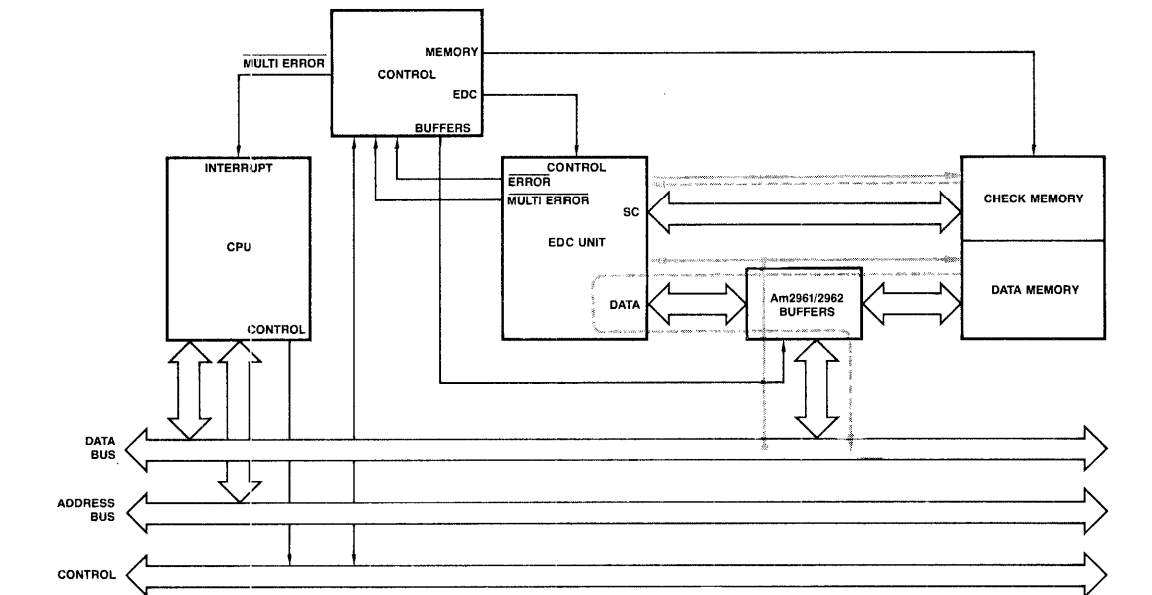 MEMORY
MULTI ERROR
CONTROL
EDC
BUFFERS
INTERRUPT
CPU
CONTROL
CONTROL
ERROR
MULTI ERROR
SC
EDC UNIT
DATA
CHECK MEMORY
DATA MEMORY
Am2961/2962
BUFFERS
DATA
BUS
ADDRESS
BUS
CONTROL